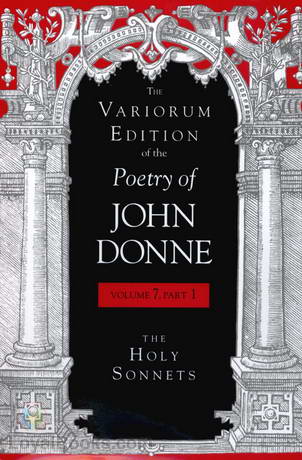 THE
VARIORUM
EDITION
of the
Poetry of
JOHN
DONNE
VOLUME 7, PART 1
THE
HOLY
SONNETS